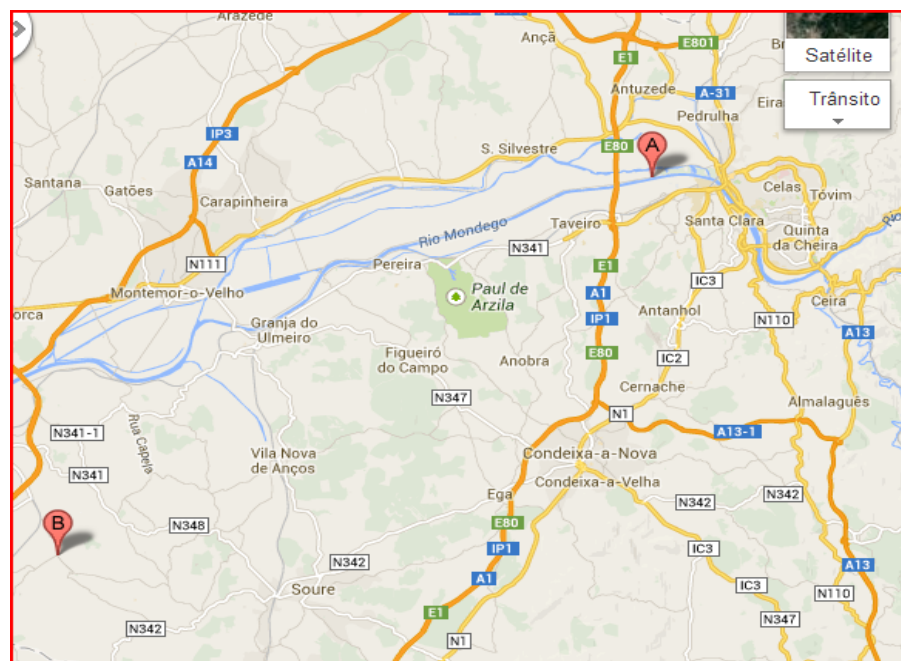 Arazede
Ançã
E1
E801
Satélite
Antuzede
A-31
Eira
Trânsito
Pedrulha
IP3
A14
S. Silvestre
E80
A
Santana
Gatões
Carapinheira
Celas
Tóvim
Santa Clara
Rio Mondego
Taveiro
Quinta
da Cheira
N341
N111
Pereira
E1
IC3
Paul de
Arzila
A1
Montemor-o-Velho
Ceira
orca
Antanhol
IP1
N110
Granja do
Ulmeiro
A13
E80
Figueiró
do Campo
Anobra
IC2
Cernache
N347
Almalaguês
N1
Rua Capela
N341-1
A13-1
Vila Nova
de Anços
Condeixa-a-Nova
N341
Condeixa-a-Velha
Ega
N342
N342
B
N348
E80
IP1
IC3
N342
A13
A1
Soure
IC3
N110
E1
N347
N342
N1